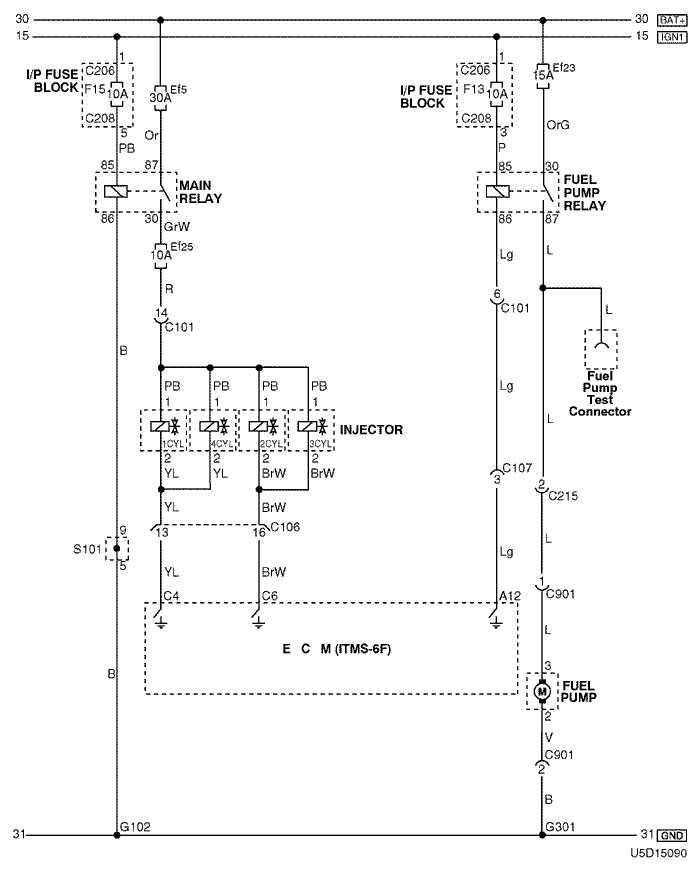 30 30 BAT+
15 15 IGN1
1 1
I/P FUSE BLOCK C206 Ef5 I/P FUSE BLOCK C206 Ef23
F15 10A 30A F13 10A 15A
C208 C208
5 Or 3 OrG
PB P
85 87 85 30
MAIN RELAY FUEL PUMP RELAY
86 30 86 87
GrW
Ef25 Lg L
10A
R 6
14 C101 L
C101
B Fuel Pump Test Connector
PB PB PB PB Lg
1 1 1 1 L
INJECTOR
1CYL 4CYL 2CYL 3CYL
2 2 2 2 C107
YL YL BrW BrW 3 2
C215
YL BrW
13 16 C106
9
S101 L
5 Lg
YL BrW 1
C4 C6 A12 C901
L
E C M (ITMS-6F)
3
B M FUEL PUMP
2
V
C901
2
B
G102 G301
31 31 GND
U5D15090